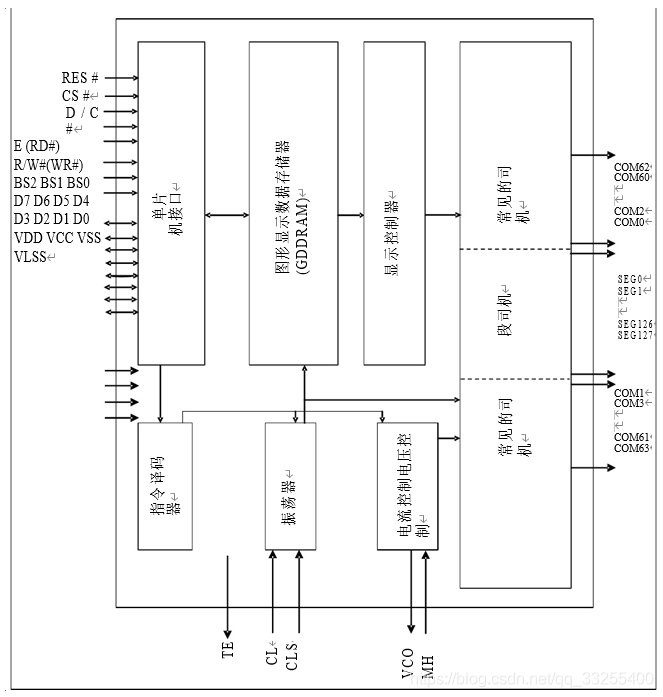 RES #
CS #
D / C
#
E (RD#)
R/W#(WR#)
BS2 BS1 BS0
D7 D6 D5 D4
D3 D2 D1 D0
VDD VCC VSS
VLSS
单片
机接口
图形显示数据存储器
(GDDRAM)
显示控制器
常见的司
机
段司机
常见的司
机
COM62
COM60
COM2
COM0
SEG0
SEG1
SEG126
SEG127
COM1
COM3
COM61
COM63
指令译码
器
振荡器
电流控制电压控
制
TE
CL
CLS
VCO
MH
https://blog.csdn.net/qq_33255400